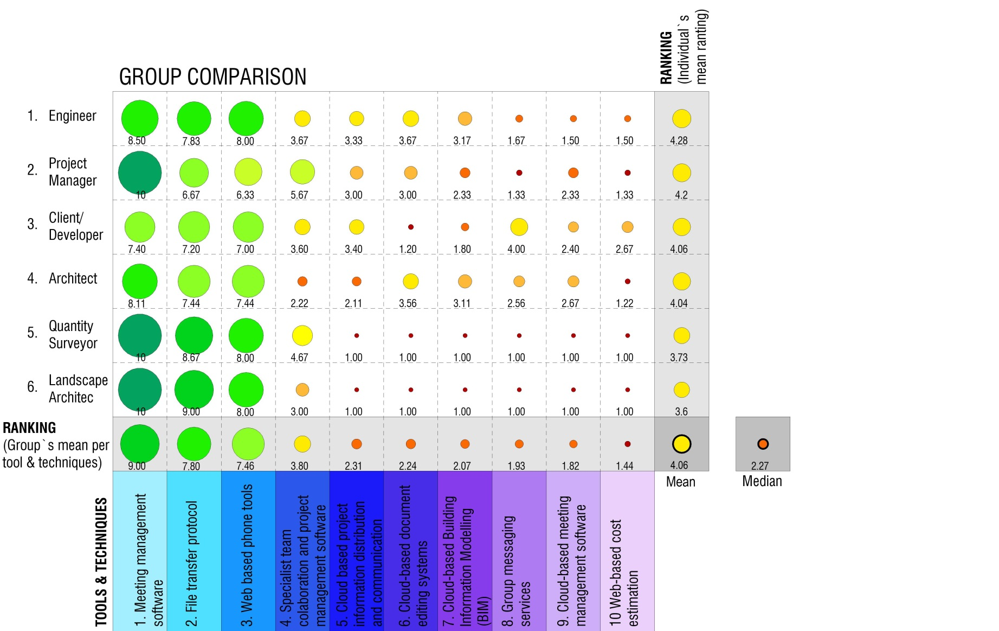 RANKING
(Individual`s
mean ranting)
GROUP COMPARISON
1. Engineer
8.50 7.83 8.00 3.67 3.33 3.67 3.17 1.67 1.50 1.50 4.28
2. Project
Manager
10 6.67 6.33 5.67 3.00 3.00 2.33 1.33 2.33 1.33 4.2
3. Client/
Developer
7.40 7.20 7.00 3.60 3.40 1.20 1.80 4.00 2.40 2.67 4.06
4. Architect
8.11 7.44 7.44 2.22 2.11 3.56 3.11 2.56 2.67 1.22 4.04
5. Quantity
Surveyor
10 8.67 8.00 4.67 1.00 1.00 1.00 1.00 1.00 1.00 3.73
6. Landscape
Architec
10 9.00 8.00 3.00 1.00 1.00 1.00 1.00 1.00 1.00 3.6
RANKING
(Group`s mean per
tool & techniques)
9.00 7.80 7.46 3.80 2.31 2.24 2.07 1.93 1.82 1.44 4.06 2.27
Mean
Median
TOOLS & TECHNIQUES
1. Meeting management
software
2. File transfer protocol
3. Web based phone tools
4. Specialist team
colaboration and project
management software
5. Cloud based project
information distribution
and communication
6. Cloud-based document
editing systems
7. Cloud-based Building
Information Modelling
(BIM)
8. Group messaging
services
9. Cloud-based meeting
management software
10 Web-based cost
estimation